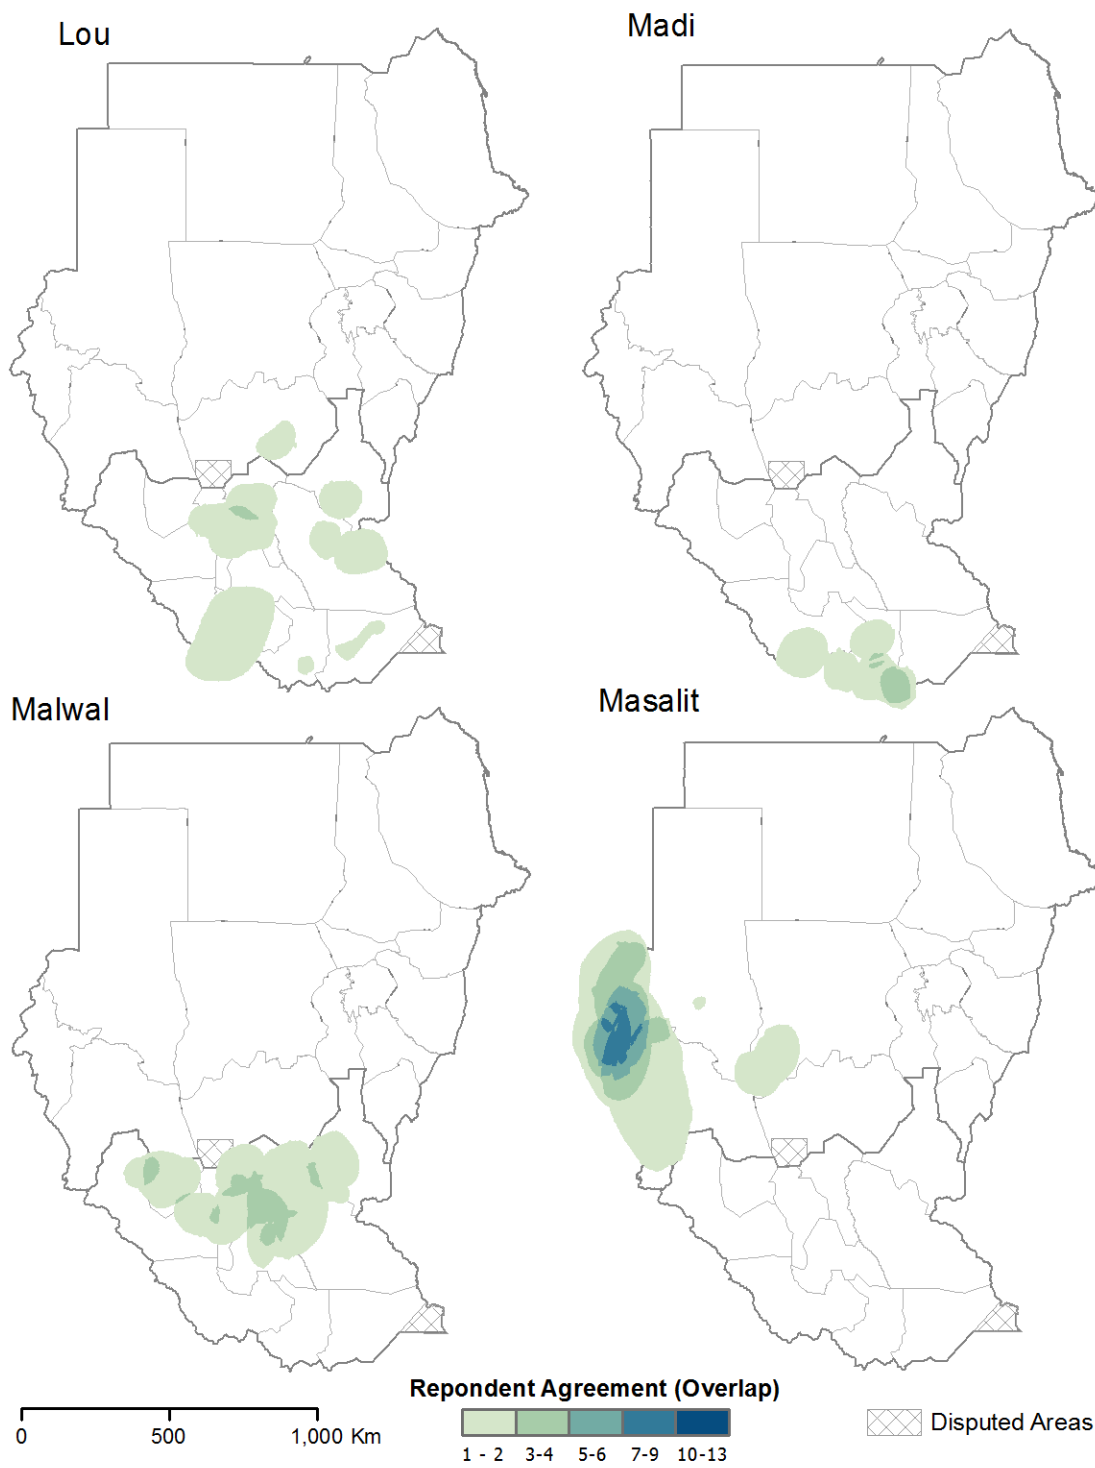 Lou
Madi
Malwal
Masalit
Repondent Agreement (Overlap)
0 500 1,000 Km
1 - 2 3-4 5-6 7-9 10-13
Disputed Areas